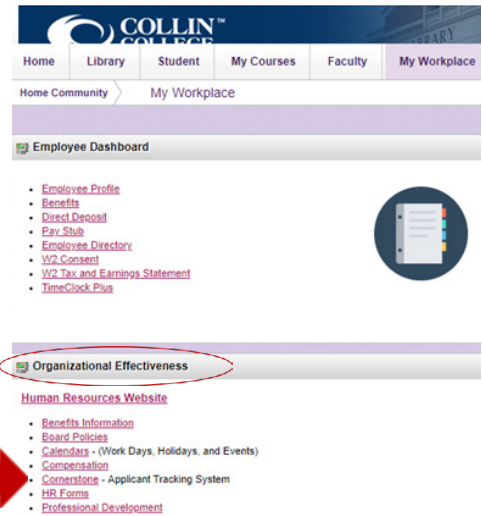 COLLIN™
COLLEGE
LIBRARY
Home Library Student My Courses Faculty My Workplace
Home Community My Workplace
Employee Dashboard
Employee Profile
Benefits
Direct Deposit
Pay Stub
Employee Directory
W2 Consent
W2 Tax and Earnings Statement
TimeClock Plus
Organizational Effectiveness
Human Resources Website
Benefits Information
Board Policies
Calendars - (Work Days, Holidays, and Events)
Compensation
Cornerstone - Applicant Tracking System
HR Forms
Professional Development